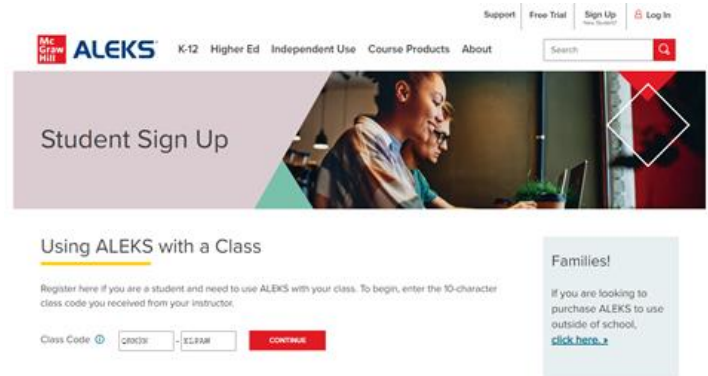 Support Free Trial Sign Up Log In
New Student?
Mc Graw Hill ALEKS K-12 Higher Ed Independent Use Course Products About Search
Student Sign Up
Using ALEKS with a Class
Register here if you are a student and need to use ALEKS with your class. To begin, enter the 10-character
class code you received from your instructor.
Class Code - CONTINUE
Families!
If you are looking to
purchase ALEKS to use
outside of school,
click here. »